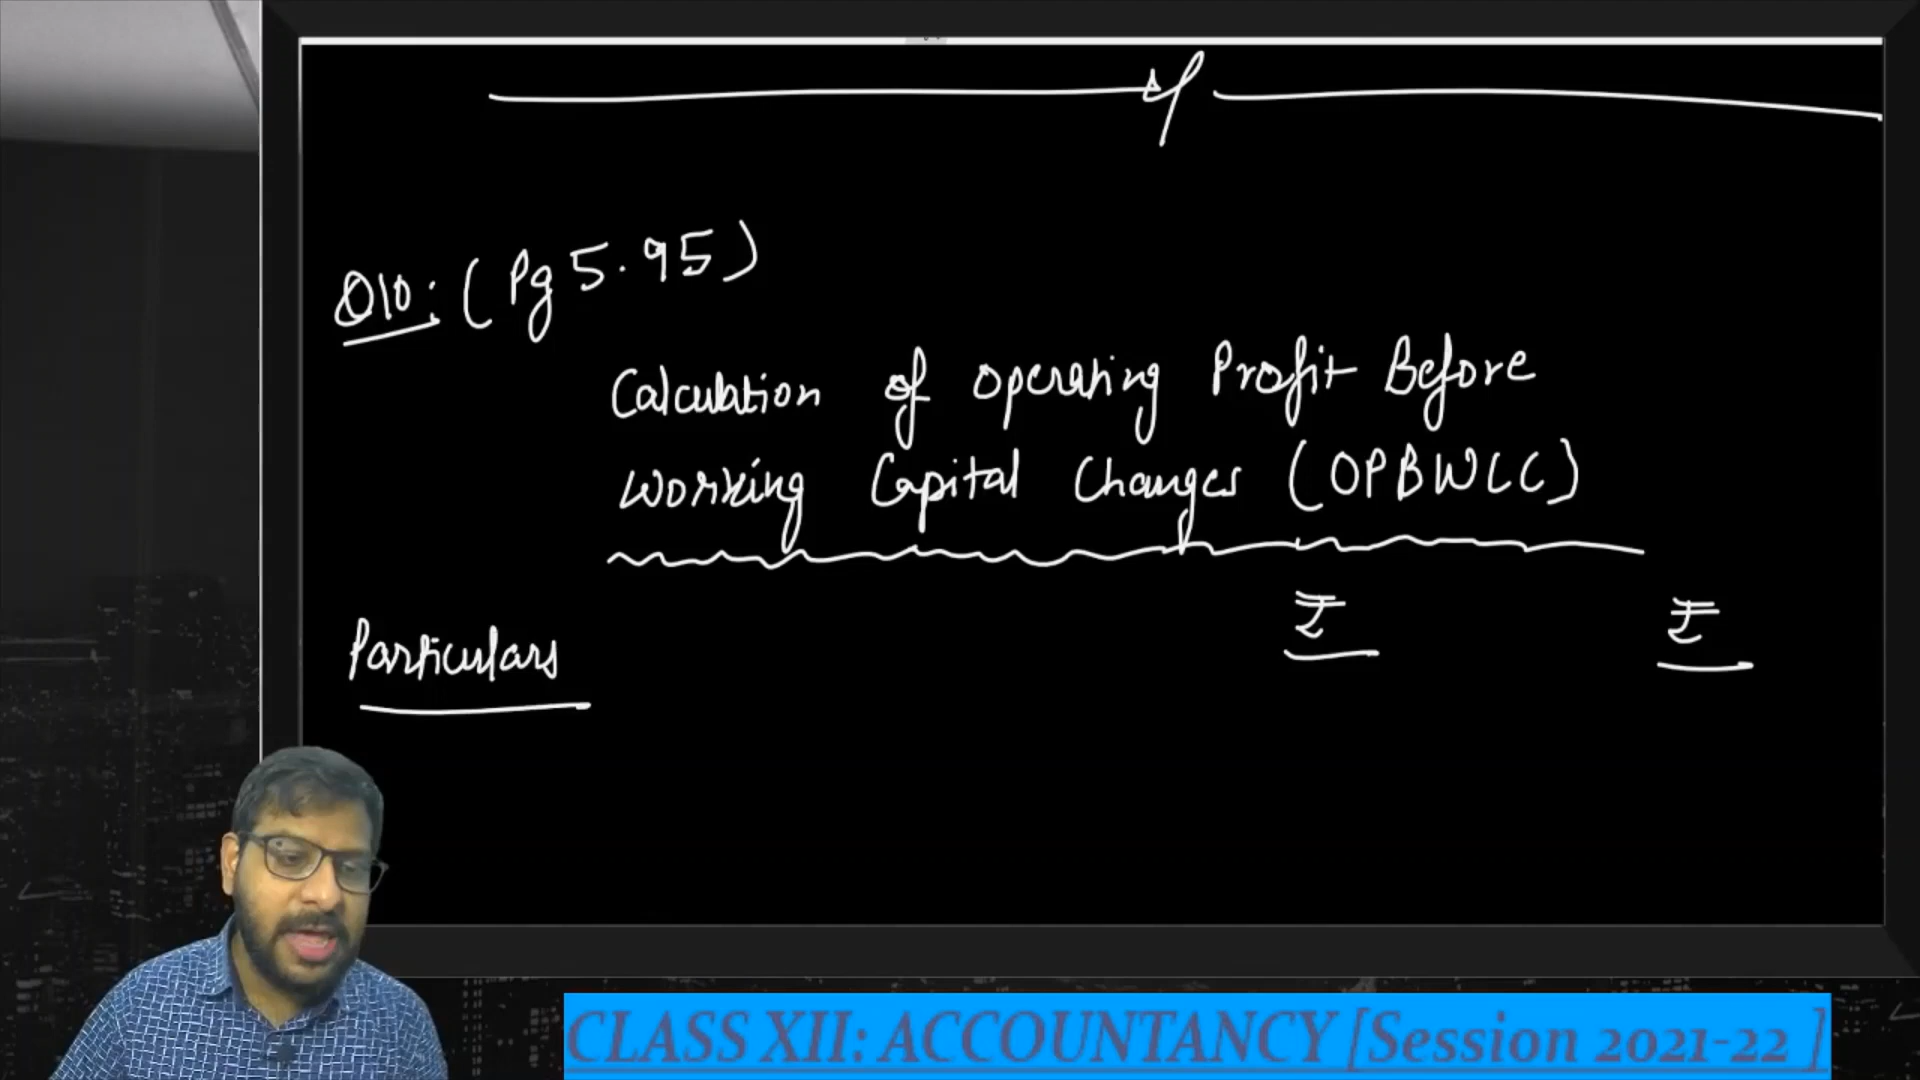 Q10: (Pg 5.95)
Calculation of Operating Profit Before
Working Capital Changes (OPBWCC)
Particulars ₹ ₹
CLASS XII: ACCOUNTANCY [Session 2021-22 ]